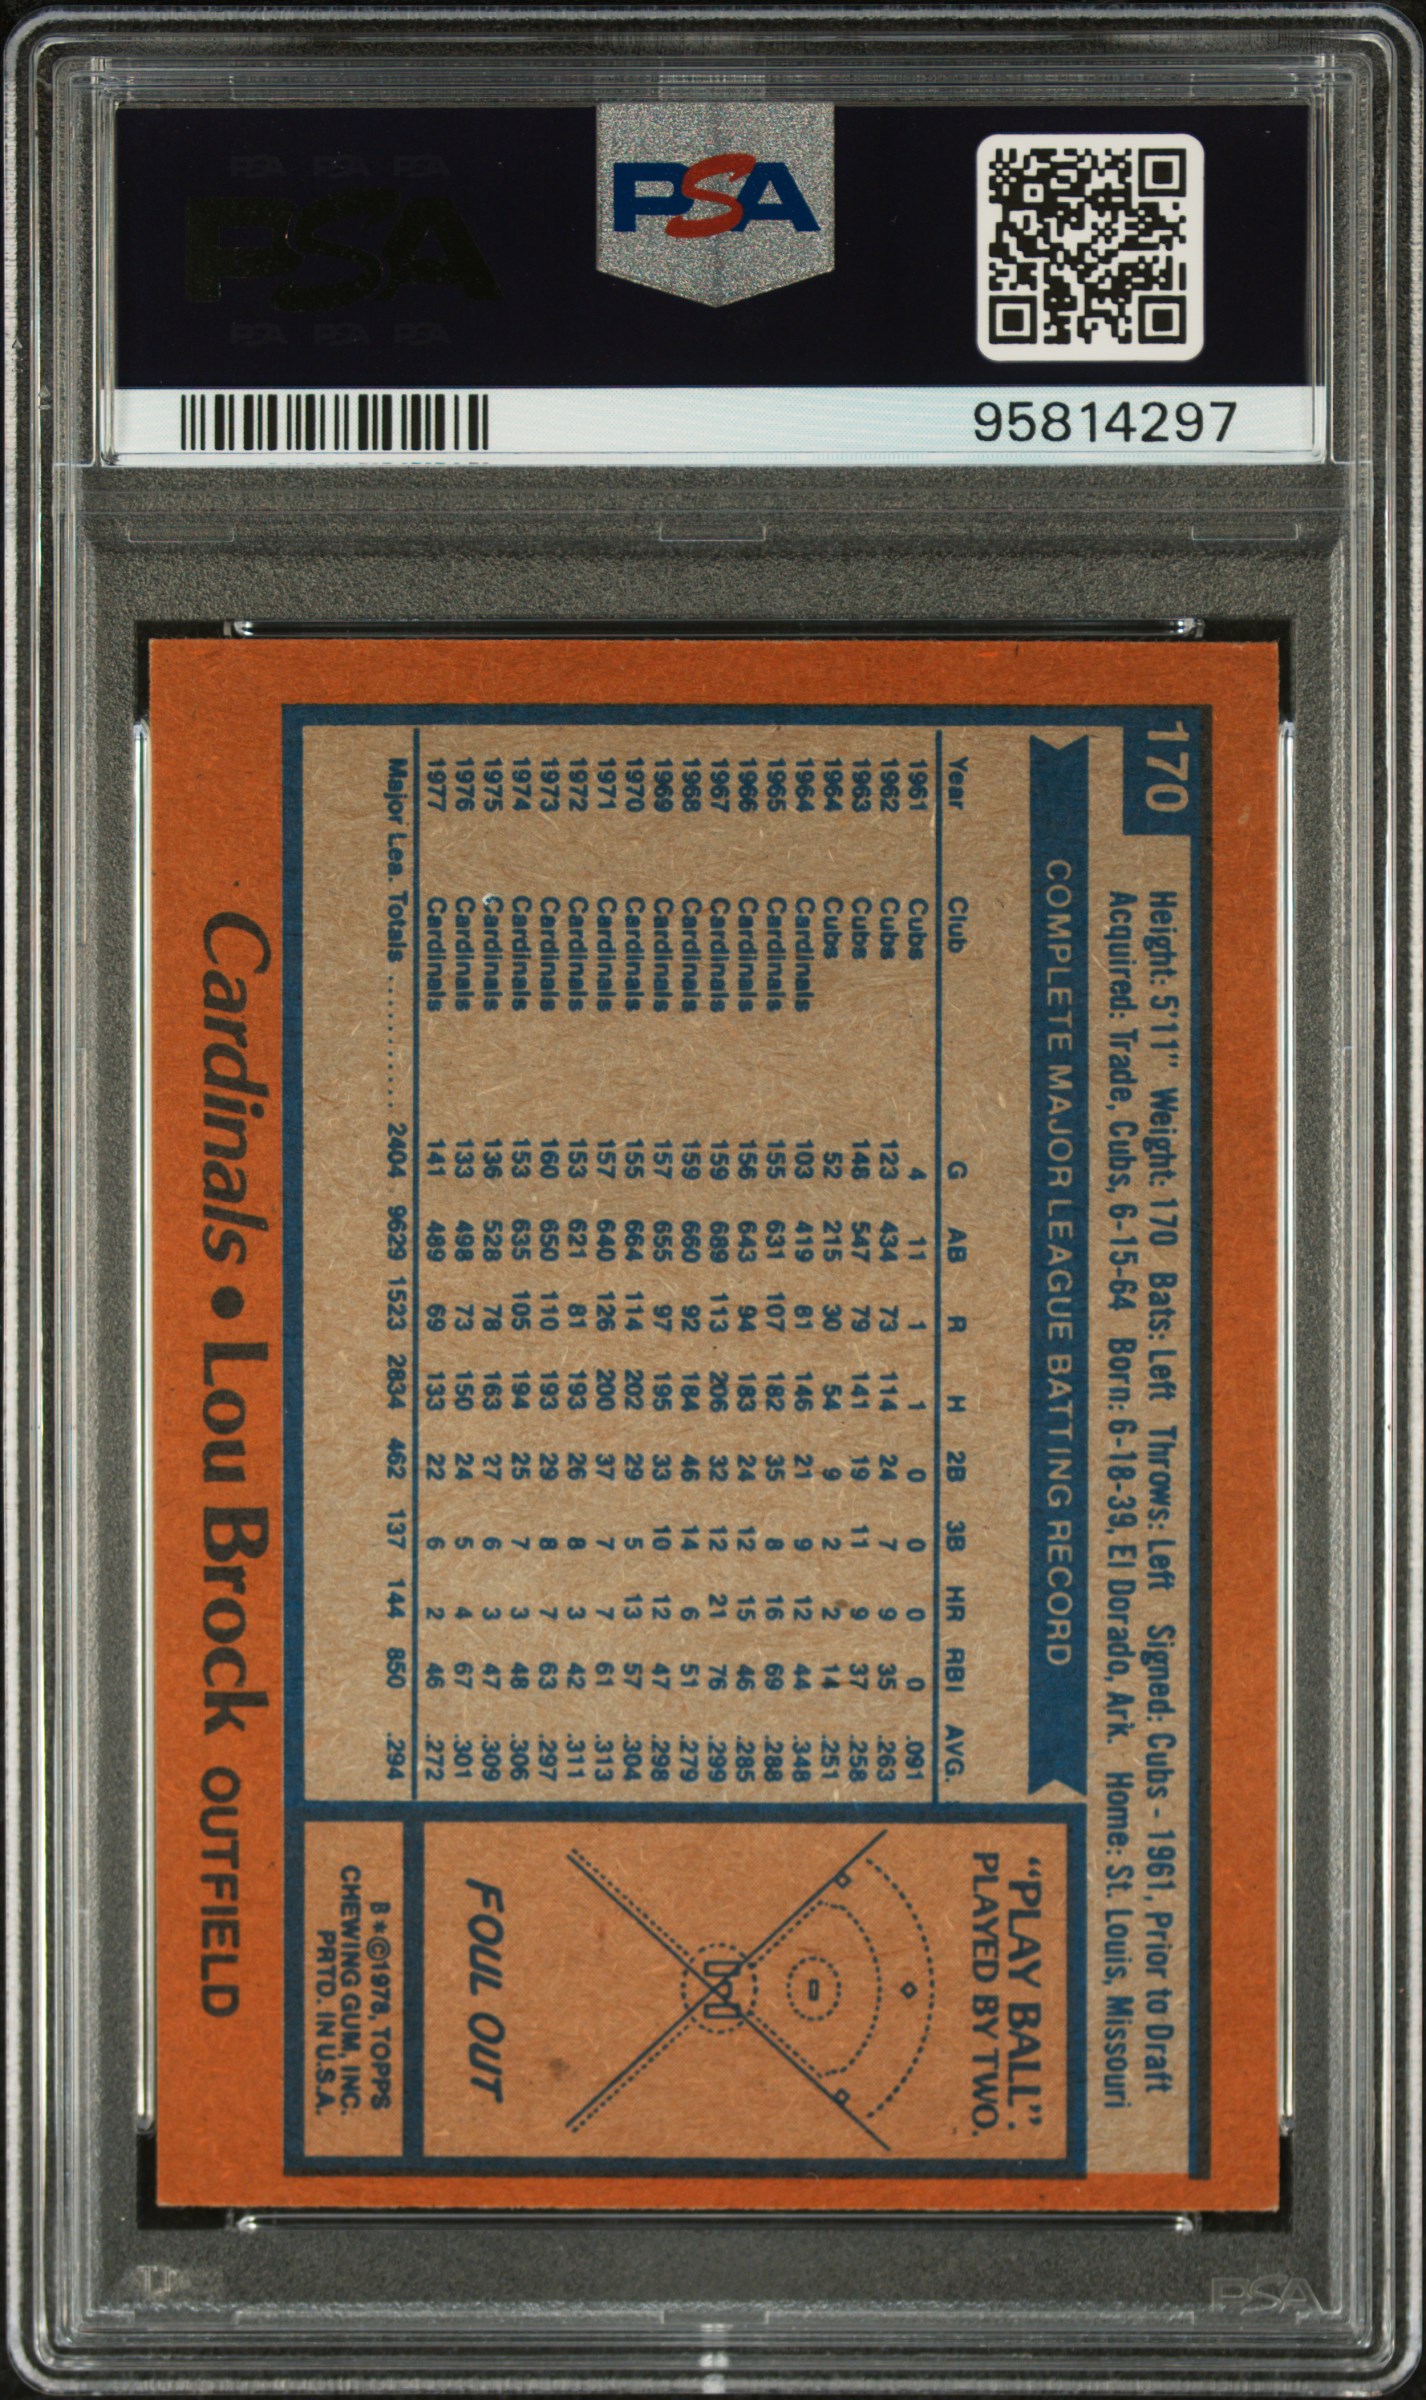 PSA PSA PSA
PSA
PSA PSA PSA
PSA
95814297
170
Height: 5'11" Weight: 170 Bats: Left Throws: Left Signed: Cubs - 1961, Prior to Draft
Acquired: Trade, Cubs, 6-15-64 Born: 6-18-39, El Dorado, Ark. Home: St. Louis, Missouri
COMPLETE MAJOR LEAGUE BATTING RECORD
Year Club G AB R H 2B 3B HR RBI AVG.
1961 Cubs 4 11 1 1 0 0 0 0 .091
1962 Cubs 123 434 73 114 24 7 9 35 .263
1963 Cubs 148 547 79 141 19 11 9 37 .258
1964 Cubs 52 215 30 54 9 2 2 14 .251
1964 Cardinals 103 419 81 146 21 9 12 44 .348
1965 Cardinals 155 631 107 182 35 8 16 69 .288
1966 Cardinals 156 643 94 183 24 12 15 46 .285
1967 Cardinals 159 689 113 206 32 12 21 76 .299
1968 Cardinals 159 660 92 184 46 14 6 51 .279
1969 Cardinals 157 655 97 195 33 10 12 47 .298
1970 Cardinals 155 664 114 202 29 5 13 57 .304
1971 Cardinals 157 640 126 200 37 7 7 61 .313
1972 Cardinals 153 621 81 193 26 8 3 42 .311
1973 Cardinals 160 650 110 193 29 8 7 63 .297
1974 Cardinals 153 635 105 194 25 7 3 48 .306
1975 Cardinals 136 528 78 163 27 6 3 47 .309
1976 Cardinals 133 498 73 150 24 5 4 67 .301
1977 Cardinals 141 489 69 133 22 6 2 46 .272
Major Lea. Totals .......... 2404 9629 1523 2834 462 137 144 850 .294
"PLAY BALL":
PLAYED BY TWO.
FOUL OUT
B*©1978, TOPPS
CHEWING GUM, INC.
PRTD. IN U.S.A.
Cardinals • Lou Brock OUTFIELD
PSA